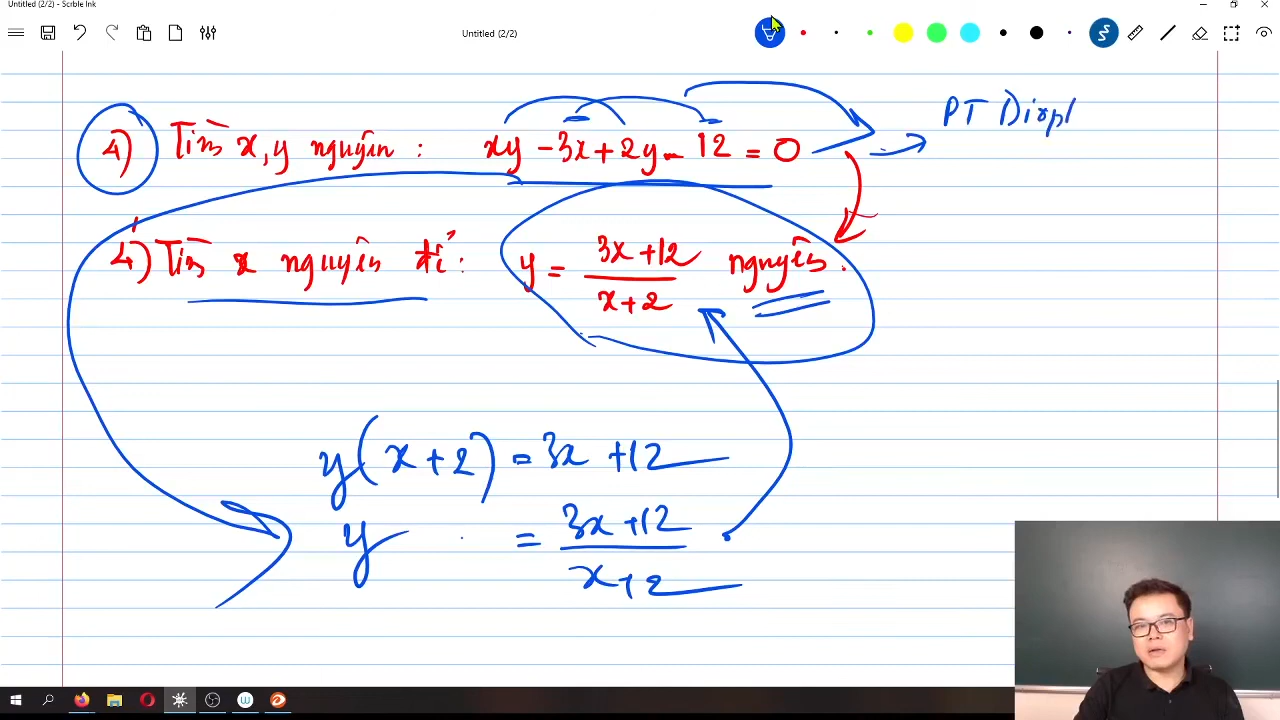 Untitled (2/2) - Scrble Ink
Untitled (2/2)
PT Diop
4) Tìm x, y nguyên : xy - 3x + 2y - 12 = 0
4') Tìm x nguyên để : y = (3x + 12)/(x + 2) nguyên.
y(x + 2) = 3x + 12
y = (3x + 12)/(x + 2)